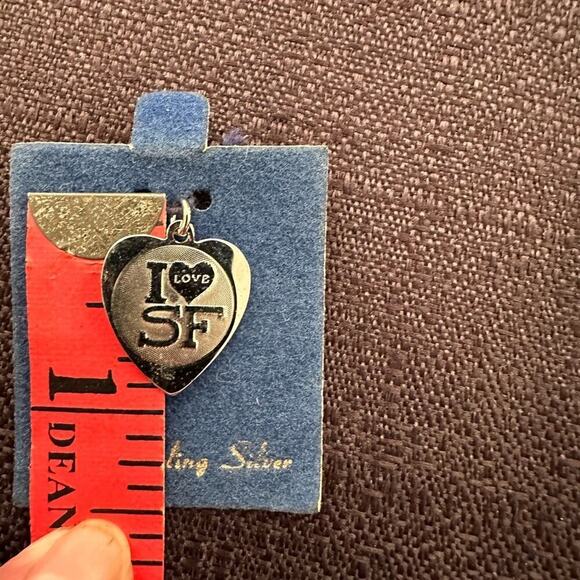 I ♥ LOVE
SF
1
DEAN
ling Silver